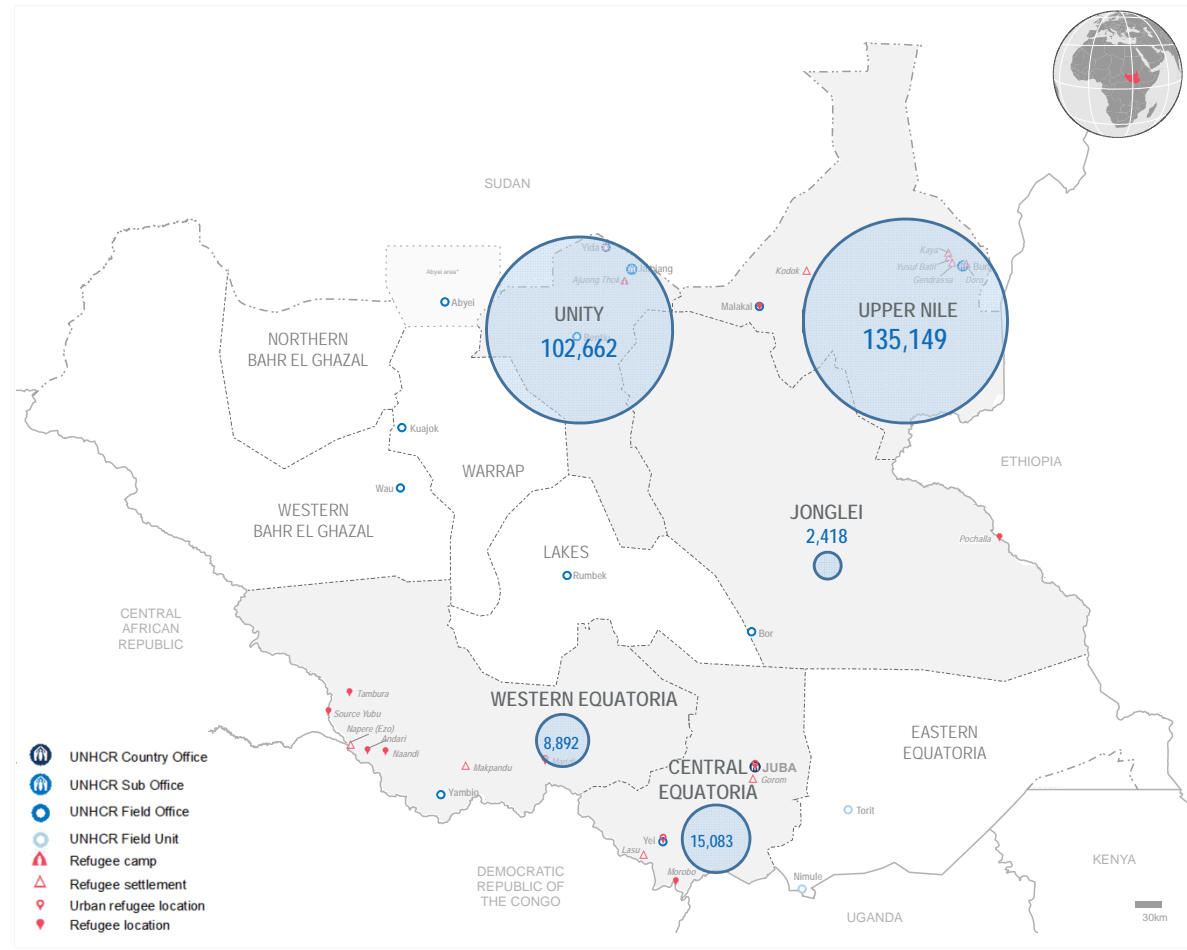 SUDAN
Yida
Jamjang
Ajuong Thok
Abyei area*
Abyei
UNITY
Bentiu
102,662
Kodok
Malakal
Kaya
Yusuf Batil
Gendrassa
Doro
Bunj
UPPER NILE
135,149
NORTHERN
BAHR EL GHAZAL
Kuajok
WARRAP
Wau
WESTERN
BAHR EL GHAZAL
ETHIOPIA
JONGLEI
2,418
Pochalla
LAKES
Rumbek
Bor
CENTRAL
AFRICAN
REPUBLIC
Tambura
Source Yubu
Napere (Ezo)
Andari
Naandi
Makpandu
Yambio
WESTERN EQUATORIA
8,892
Maridi
CENTRAL
EQUATORIA
JUBA
Gorom
15,083
Yei
Lasu
Morobo
EASTERN
EQUATORIA
Torit
Nimule
DEMOCRATIC
REPUBLIC OF
THE CONGO
UGANDA
KENYA
30km
UNHCR Country Office
UNHCR Sub Office
UNHCR Field Office
UNHCR Field Unit
Refugee camp
Refugee settlement
Urban refugee location
Refugee location